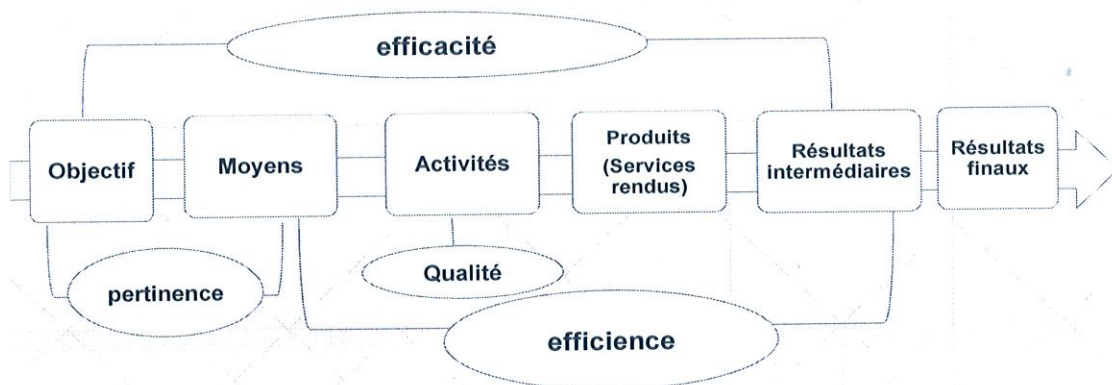 efficacité
Objectif
Moyens
Activités
Produits
(Services
rendus)
Résultats
intermédiaires
Résultats
finaux
pertinence
Qualité
efficience